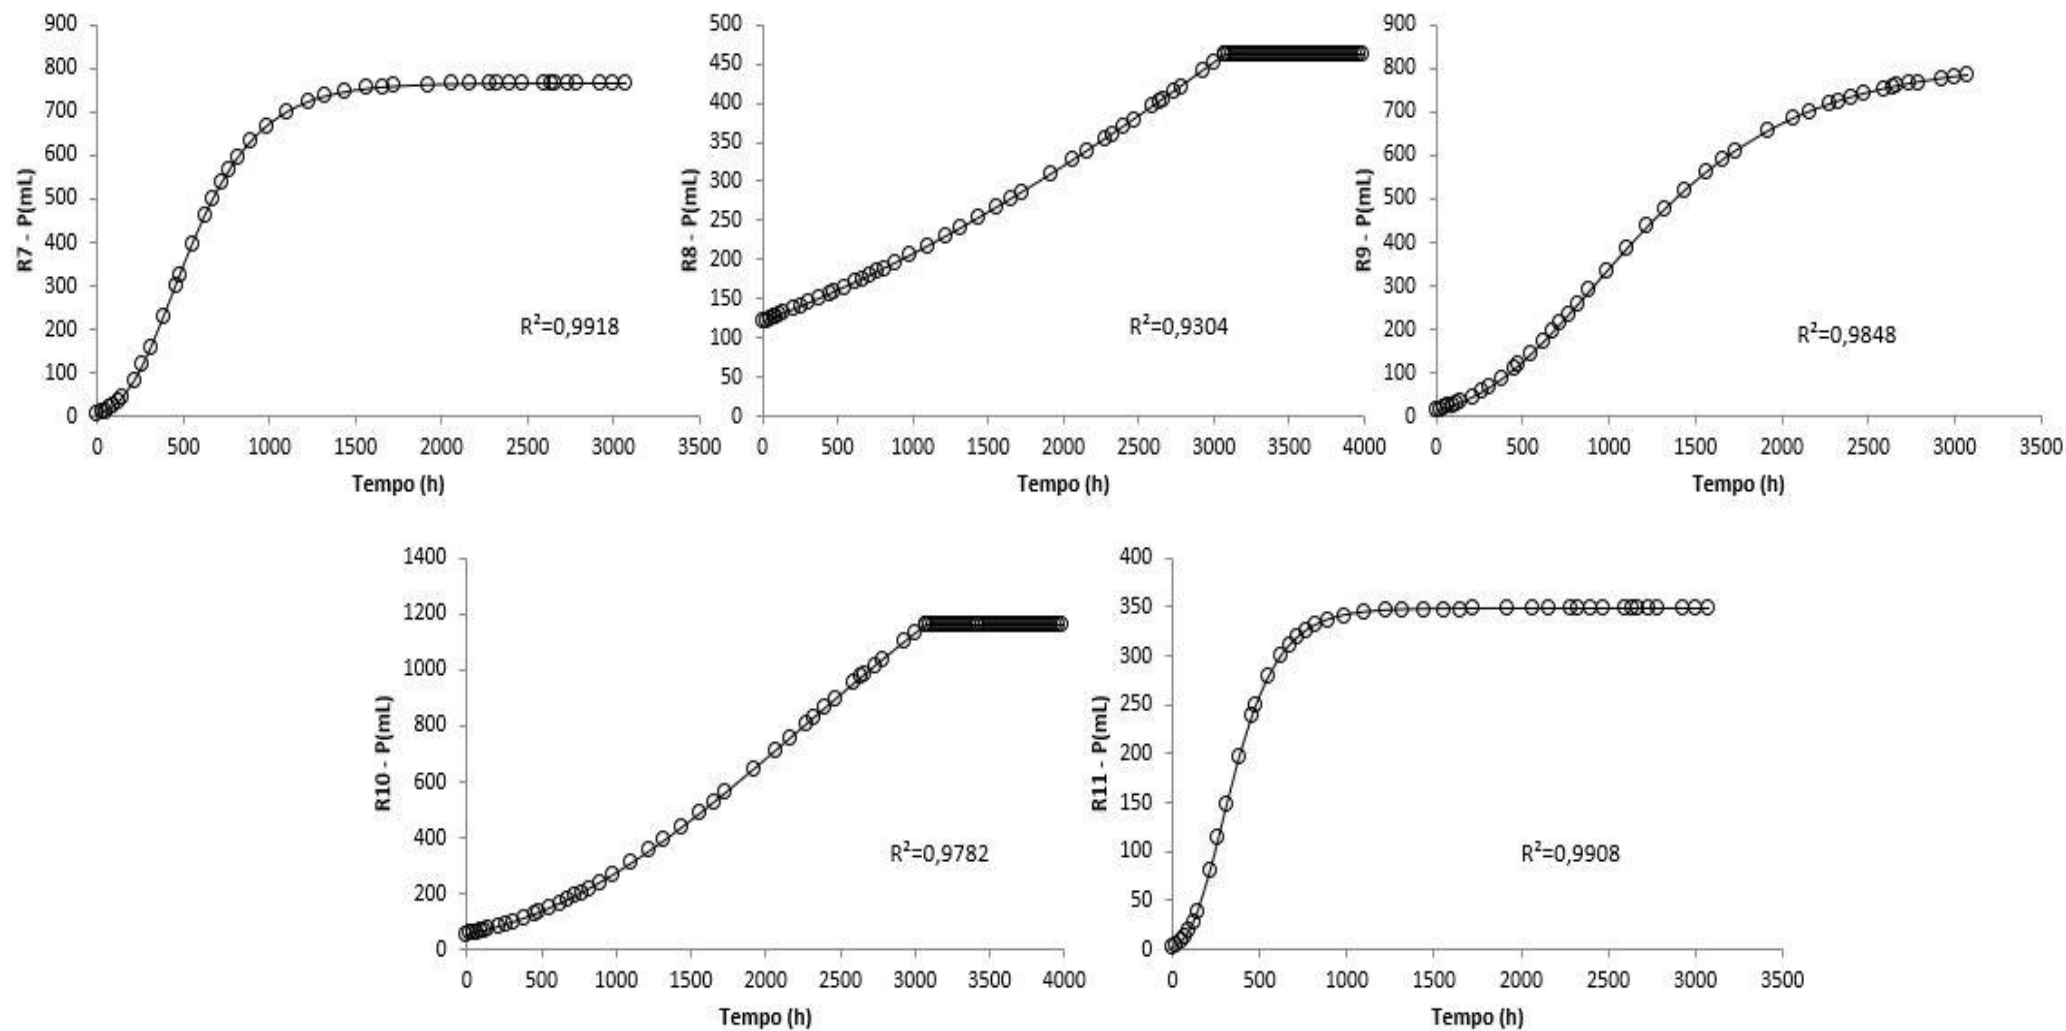 900
800
700
600
500
400
300
200
100
0
R7 - P(mL)
0 500 1000 1500 2000 2500 3000 3500
Tempo (h)
R²=0,9918
500
450
400
350
300
250
200
150
100
50
0
R8 - P(mL)
0 500 1000 1500 2000 2500 3000 3500 4000
Tempo (h)
R²=0,9304
900
800
700
600
500
400
300
200
100
0
R9 - P(mL)
0 500 1000 1500 2000 2500 3000 3500
Tempo (h)
R²=0,9848
1400
1200
1000
800
600
400
200
0
R10 - P(mL)
0 500 1000 1500 2000 2500 3000 3500 4000
Tempo (h)
R²=0,9782
400
350
300
250
200
150
100
50
0
R11 - P(mL)
0 500 1000 1500 2000 2500 3000 3500
Tempo (h)
R²=0,9908